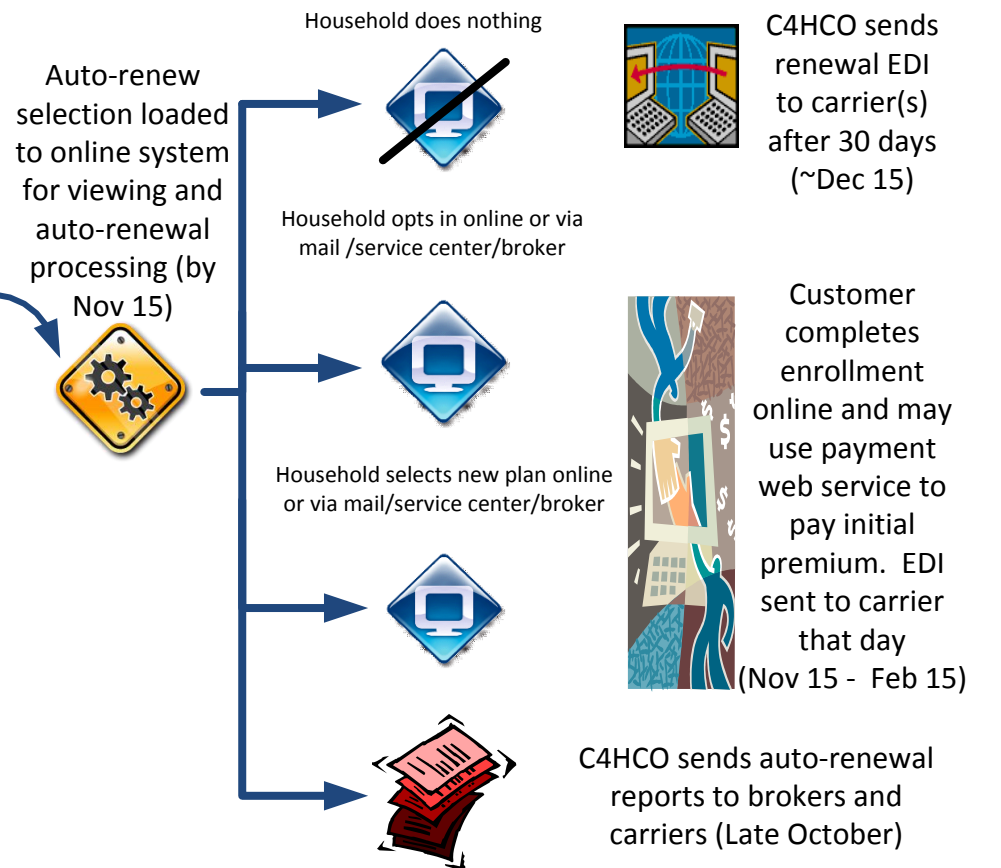 Auto-renew
selection loaded
to online system
for viewing and
auto-renewal
processing (by
Nov 15)
Household does nothing
C4HCO sends
renewal EDI
to carrier(s)
after 30 days
(~Dec 15)
Household opts in online or via
mail /service center/broker
Household selects new plan online
or via mail/service center/broker
Customer
completes
enrollment
online and may
use payment
web service to
pay initial
premium.  EDI
sent to carrier
that day
(Nov 15 -  Feb 15)
C4HCO sends auto-renewal
reports to brokers and
carriers (Late October)